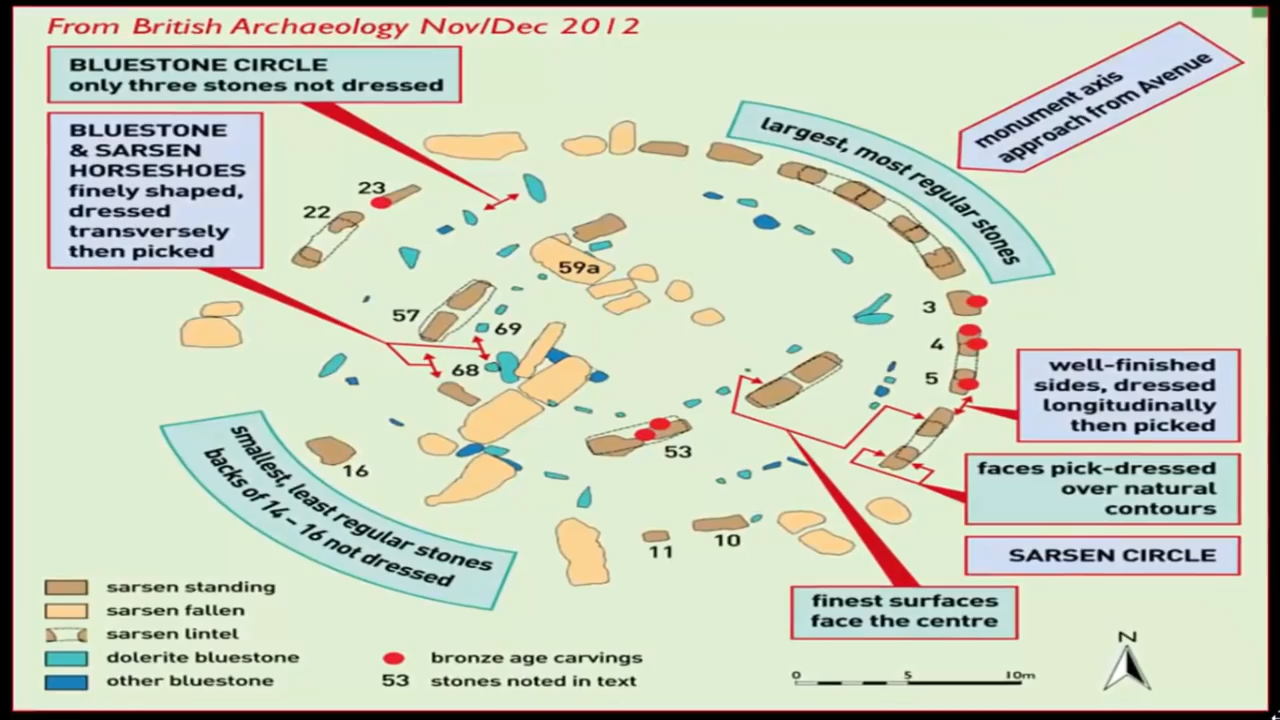 From British Archaeology Nov/Dec 2012
BLUESTONE CIRCLE
only three stones not dressed
BLUESTONE
& SARSEN
HORSESHOES
finely shaped,
dressed
transversely
then picked
monument axis
approach from Avenue
largest, most regular stones
23
22
59a
57
69
68
3
4
5
53
16
11
10
well-finished
sides, dressed
longitudinally
then picked
faces pick-dressed
over natural
contours
SARSEN CIRCLE
finest surfaces
face the centre
smallest, least regular stones
backs of 14 – 16 not dressed
sarsen standing
sarsen fallen
sarsen lintel
dolerite bluestone
other bluestone
bronze age carvings
53 stones noted in text
0 5 10m
N